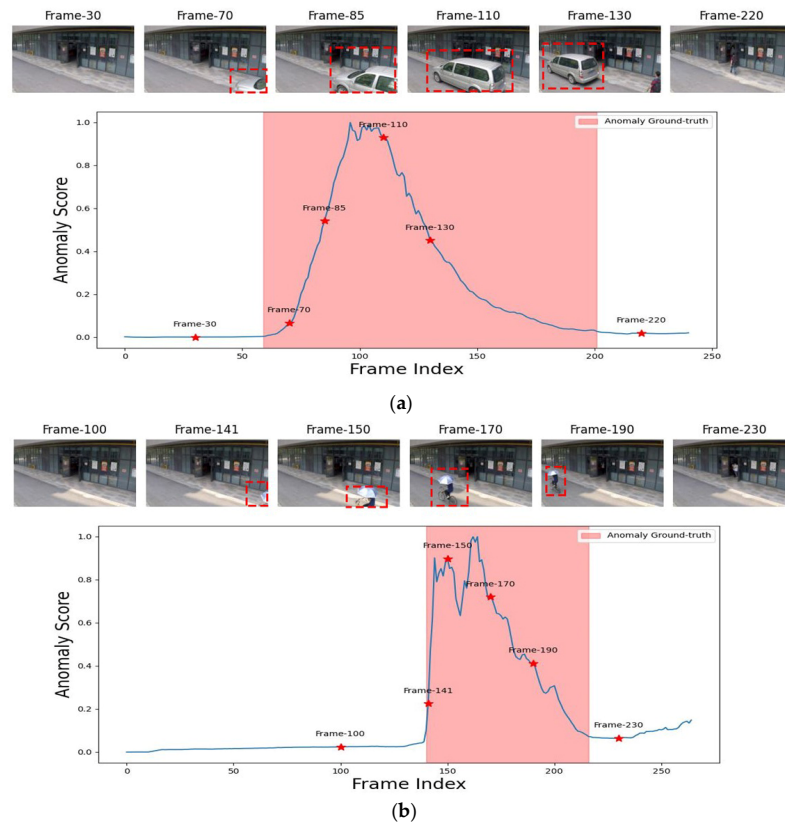 Frame-30 Frame-70 Frame-85 Frame-110 Frame-130 Frame-220
Anomaly Ground-truth
1.0
Frame-110
0.8
Frame-85
0.6
Frame-130
0.4
0.2
Frame-70
Frame-30
Frame-220
0.0
Anomaly Score
0 50 100 150 200 250
Frame Index
(a)
Frame-100 Frame-141 Frame-150 Frame-170 Frame-190 Frame-230
Anomaly Ground-truth
1.0
Frame-150
0.8
Frame-170
0.6
Frame-190
0.4
Frame-141
0.2
Frame-100
Frame-230
0.0
Anomaly Score
0 50 100 150 200 250
Frame Index
(b)